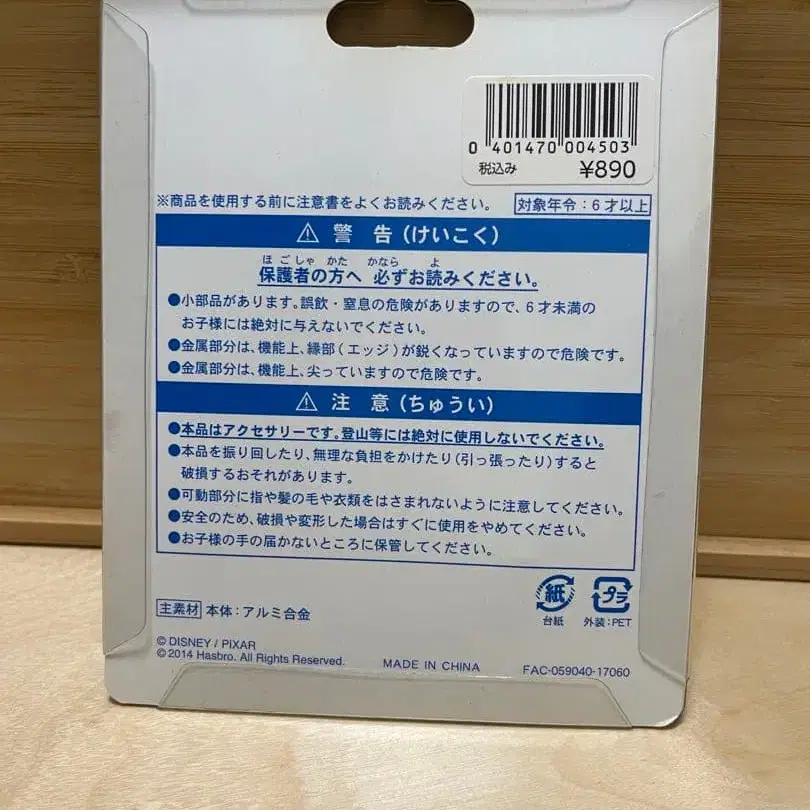 0 401470 004503
税込み ¥890
※商品を使用する前に注意書をよくお読みください。 対象年令：6才以上
⚠ 警 告（けいこく）
ほごしゃ かた かなら よ
保護者の方へ 必ずお読みください。
●小部品があります。誤飲・窒息の危険がありますので、6才未満の
お子様には絶対に与えないでください。
●金属部分は、機能上、縁部（エッジ）が鋭くなっていますので危険です。
●金属部分は、機能上、尖っていますので危険です。
⚠ 注 意（ちゅうい）
●本品はアクセサリーです。登山等には絶対に使用しないでください。
●本品を振り回したり、無理な負担をかけたり（引っ張ったり）すると
破損するおそれがあります。
●可動部分に指や髪の毛や衣類をはさまれないように注意してください。
●安全のため、破損や変形した場合はすぐに使用をやめてください。
●お子様の手の届かないところに保管してください。
紙 プラ
台紙 外装：PET
主素材 本体：アルミ合金
© DISNEY / PIXAR
© 2014 Hasbro. All Rights Reserved. MADE IN CHINA FAC-059040-17060